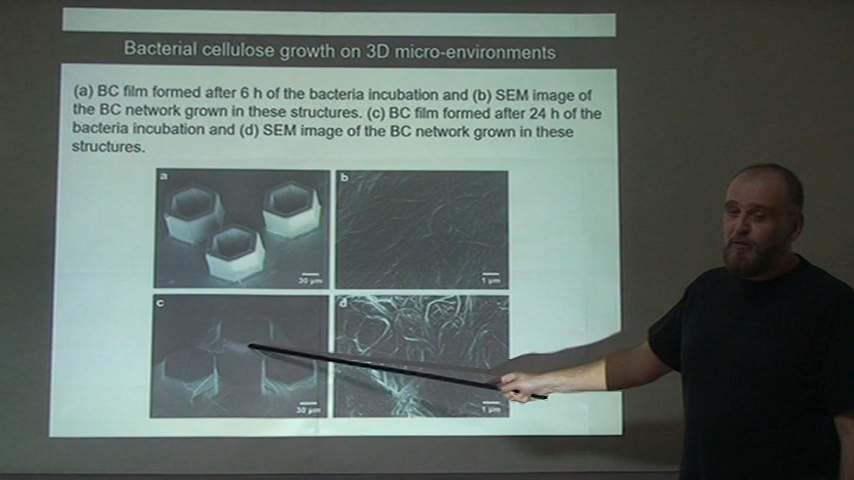 Bacterial cellulose growth on 3D micro-environments
(a) BC film formed after 6 h of the bacteria incubation and (b) SEM image of
the BC network grown in these structures. (c) BC film formed after 24 h of the
bacteria incubation and (d) SEM image of the BC network grown in these
structures.
a
b
30 μm
1 μm
c
d
30 μm
1 μm